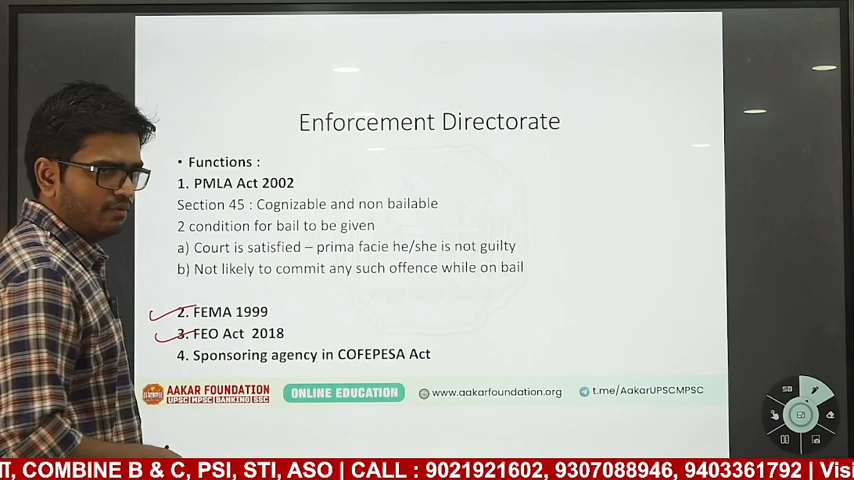 Enforcement Directorate
• Functions :
1. PMLA Act 2002
Section 45 : Cognizable and non bailable
2 condition for bail to be given
a) Court is satisfied – prima facie he/she is not guilty
b) Not likely to commit any such offence while on bail
2. FEMA 1999
3. FEO Act 2018
4. Sponsoring agency in COFEPESA Act
AAKAR FOUNDATION
UPSC MPSC BANKING SSC
ONLINE EDUCATION
www.aakarfoundation.org
t.me/AakarUPSCMPSC
T, COMBINE B & C, PSI, STI, ASO | CALL : 9021921602, 9307088946, 9403361792 | Visi